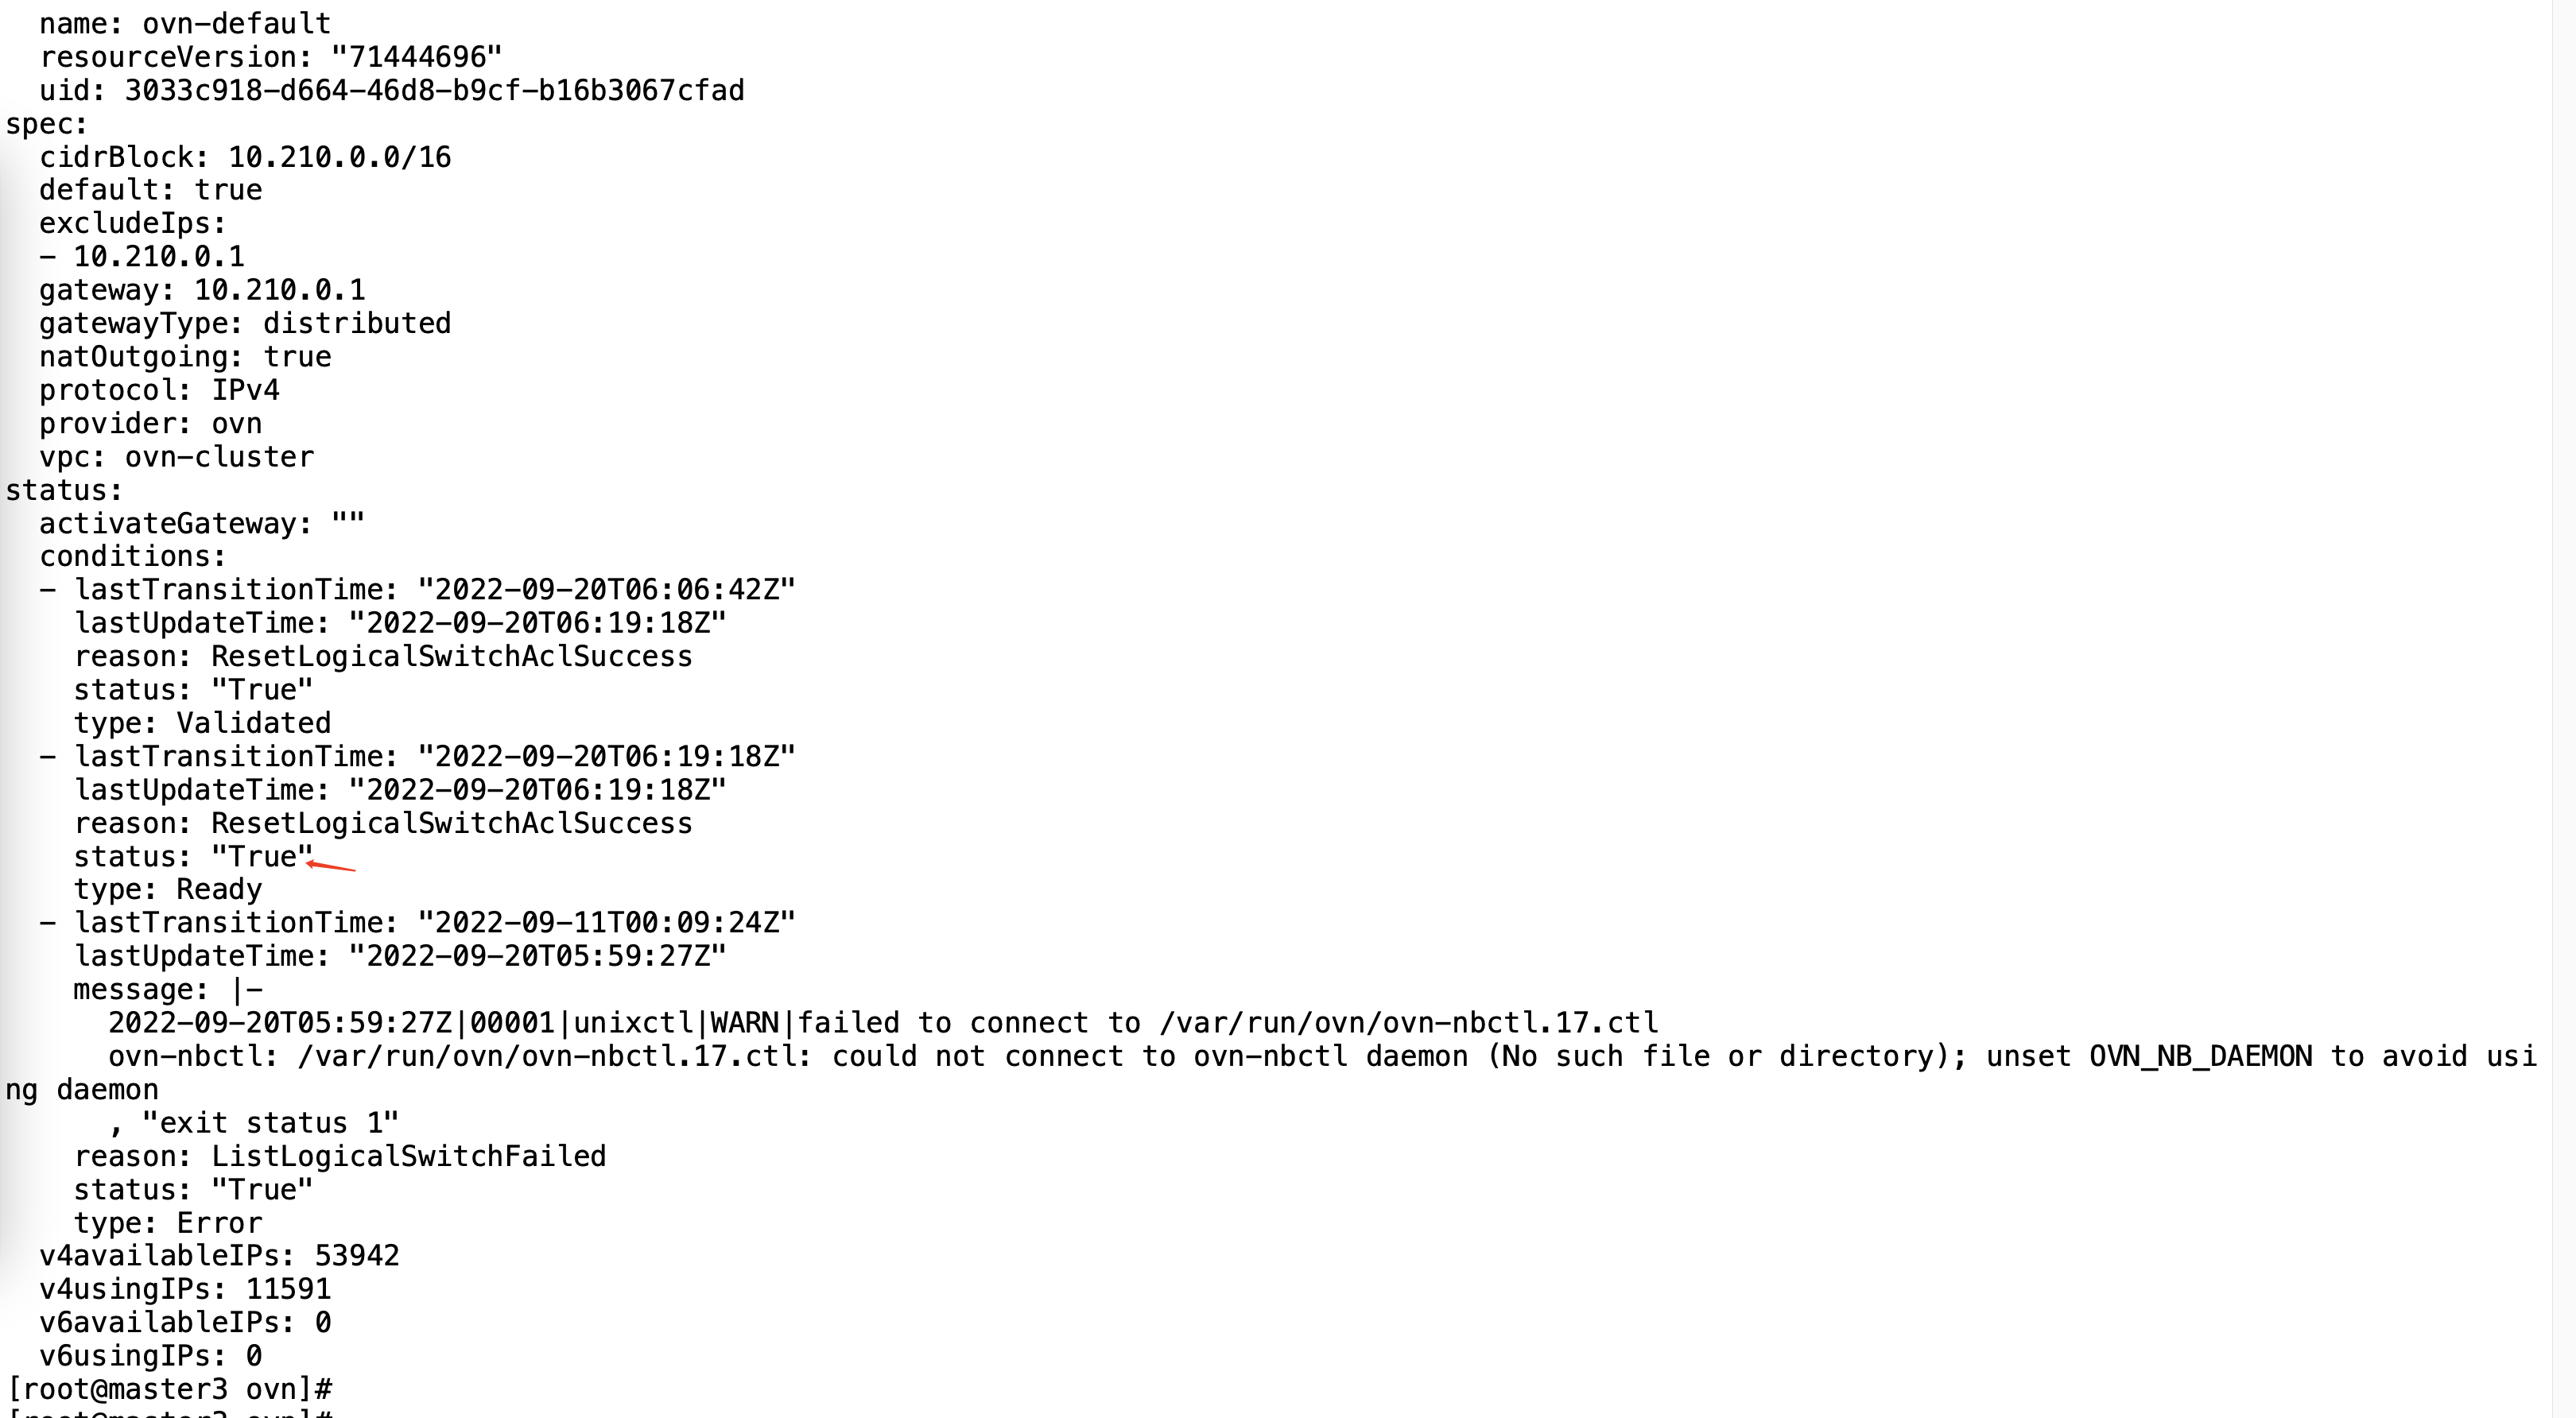 name: ovn-default
resourceVersion: "71444696"
uid: 3033c918-d664-46d8-b9cf-b16b3067cfad
spec:
cidrBlock: 10.210.0.0/16
default: true
excludeIps:
- 10.210.0.1
gateway: 10.210.0.1
gatewayType: distributed
natOutgoing: true
protocol: IPv4
provider: ovn
vpc: ovn-cluster
status:
activateGateway: ""
conditions:
- lastTransitionTime: "2022-09-20T06:06:42Z"
lastUpdateTime: "2022-09-20T06:19:18Z"
reason: ResetLogicalSwitchAclSuccess
status: "True"
type: Validated
- lastTransitionTime: "2022-09-20T06:19:18Z"
lastUpdateTime: "2022-09-20T06:19:18Z"
reason: ResetLogicalSwitchAclSuccess
status: "True"
type: Ready
- lastTransitionTime: "2022-09-11T00:09:24Z"
lastUpdateTime: "2022-09-20T05:59:27Z"
message: |-
2022-09-20T05:59:27Z|00001|unixctl|WARN|failed to connect to /var/run/ovn/ovn-nbctl.17.ctl
ovn-nbctl: /var/run/ovn/ovn-nbctl.17.ctl: could not connect to ovn-nbctl daemon (No such file or directory); unset OVN_NB_DAEMON to avoid usi
ng daemon
, "exit status 1"
reason: ListLogicalSwitchFailed
status: "True"
type: Error
v4availableIPs: 53942
v4usingIPs: 11591
v6availableIPs: 0
v6usingIPs: 0
[root@master3 ovn]#
[root@master3 ovn]#